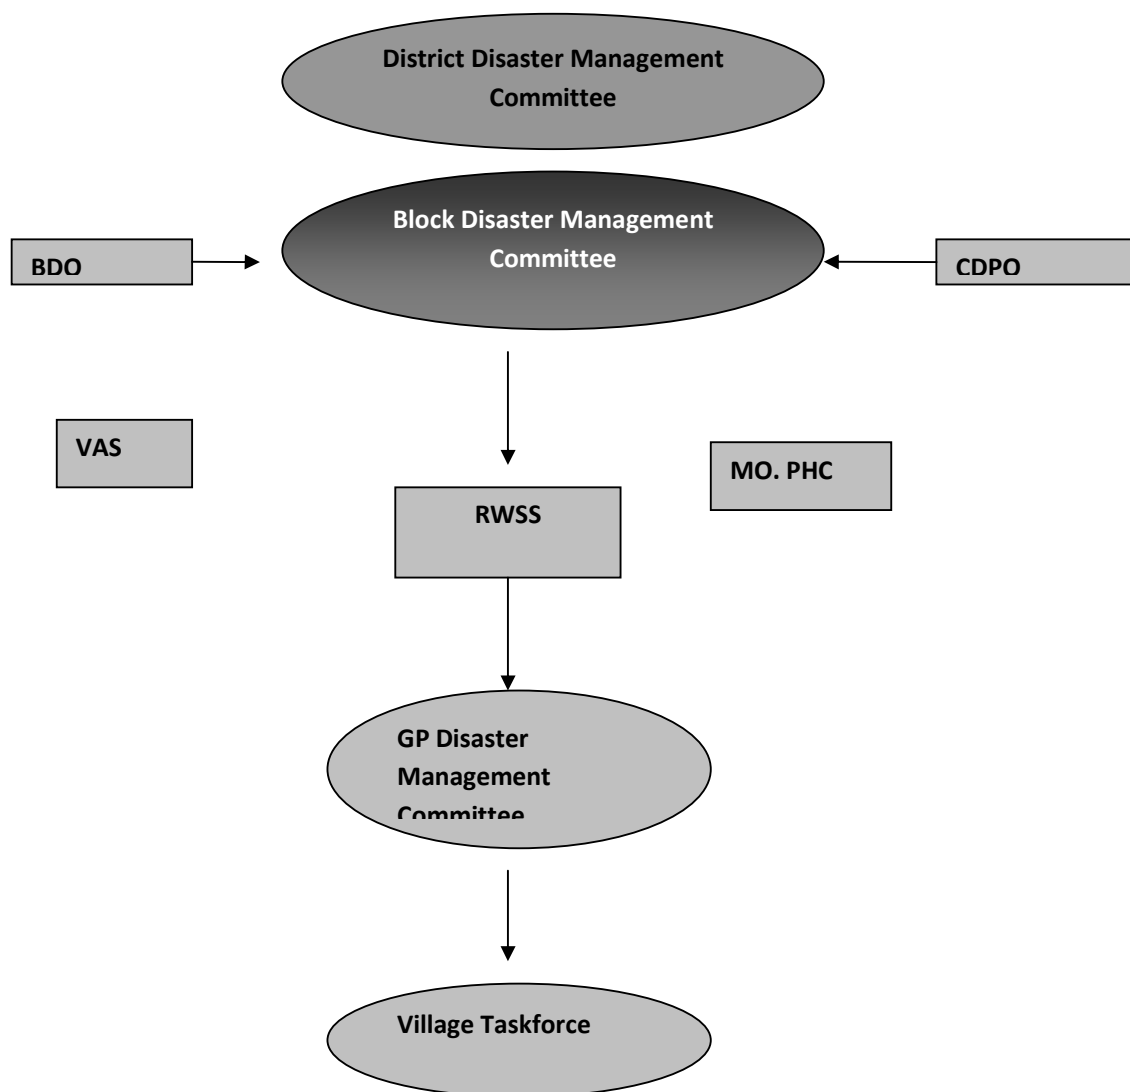 District Disaster Management
Committee
Block Disaster Management
Committee
BDO
CDPO
VAS
MO. PHC
RWSS
GP Disaster
Management
Committee
Village Taskforce